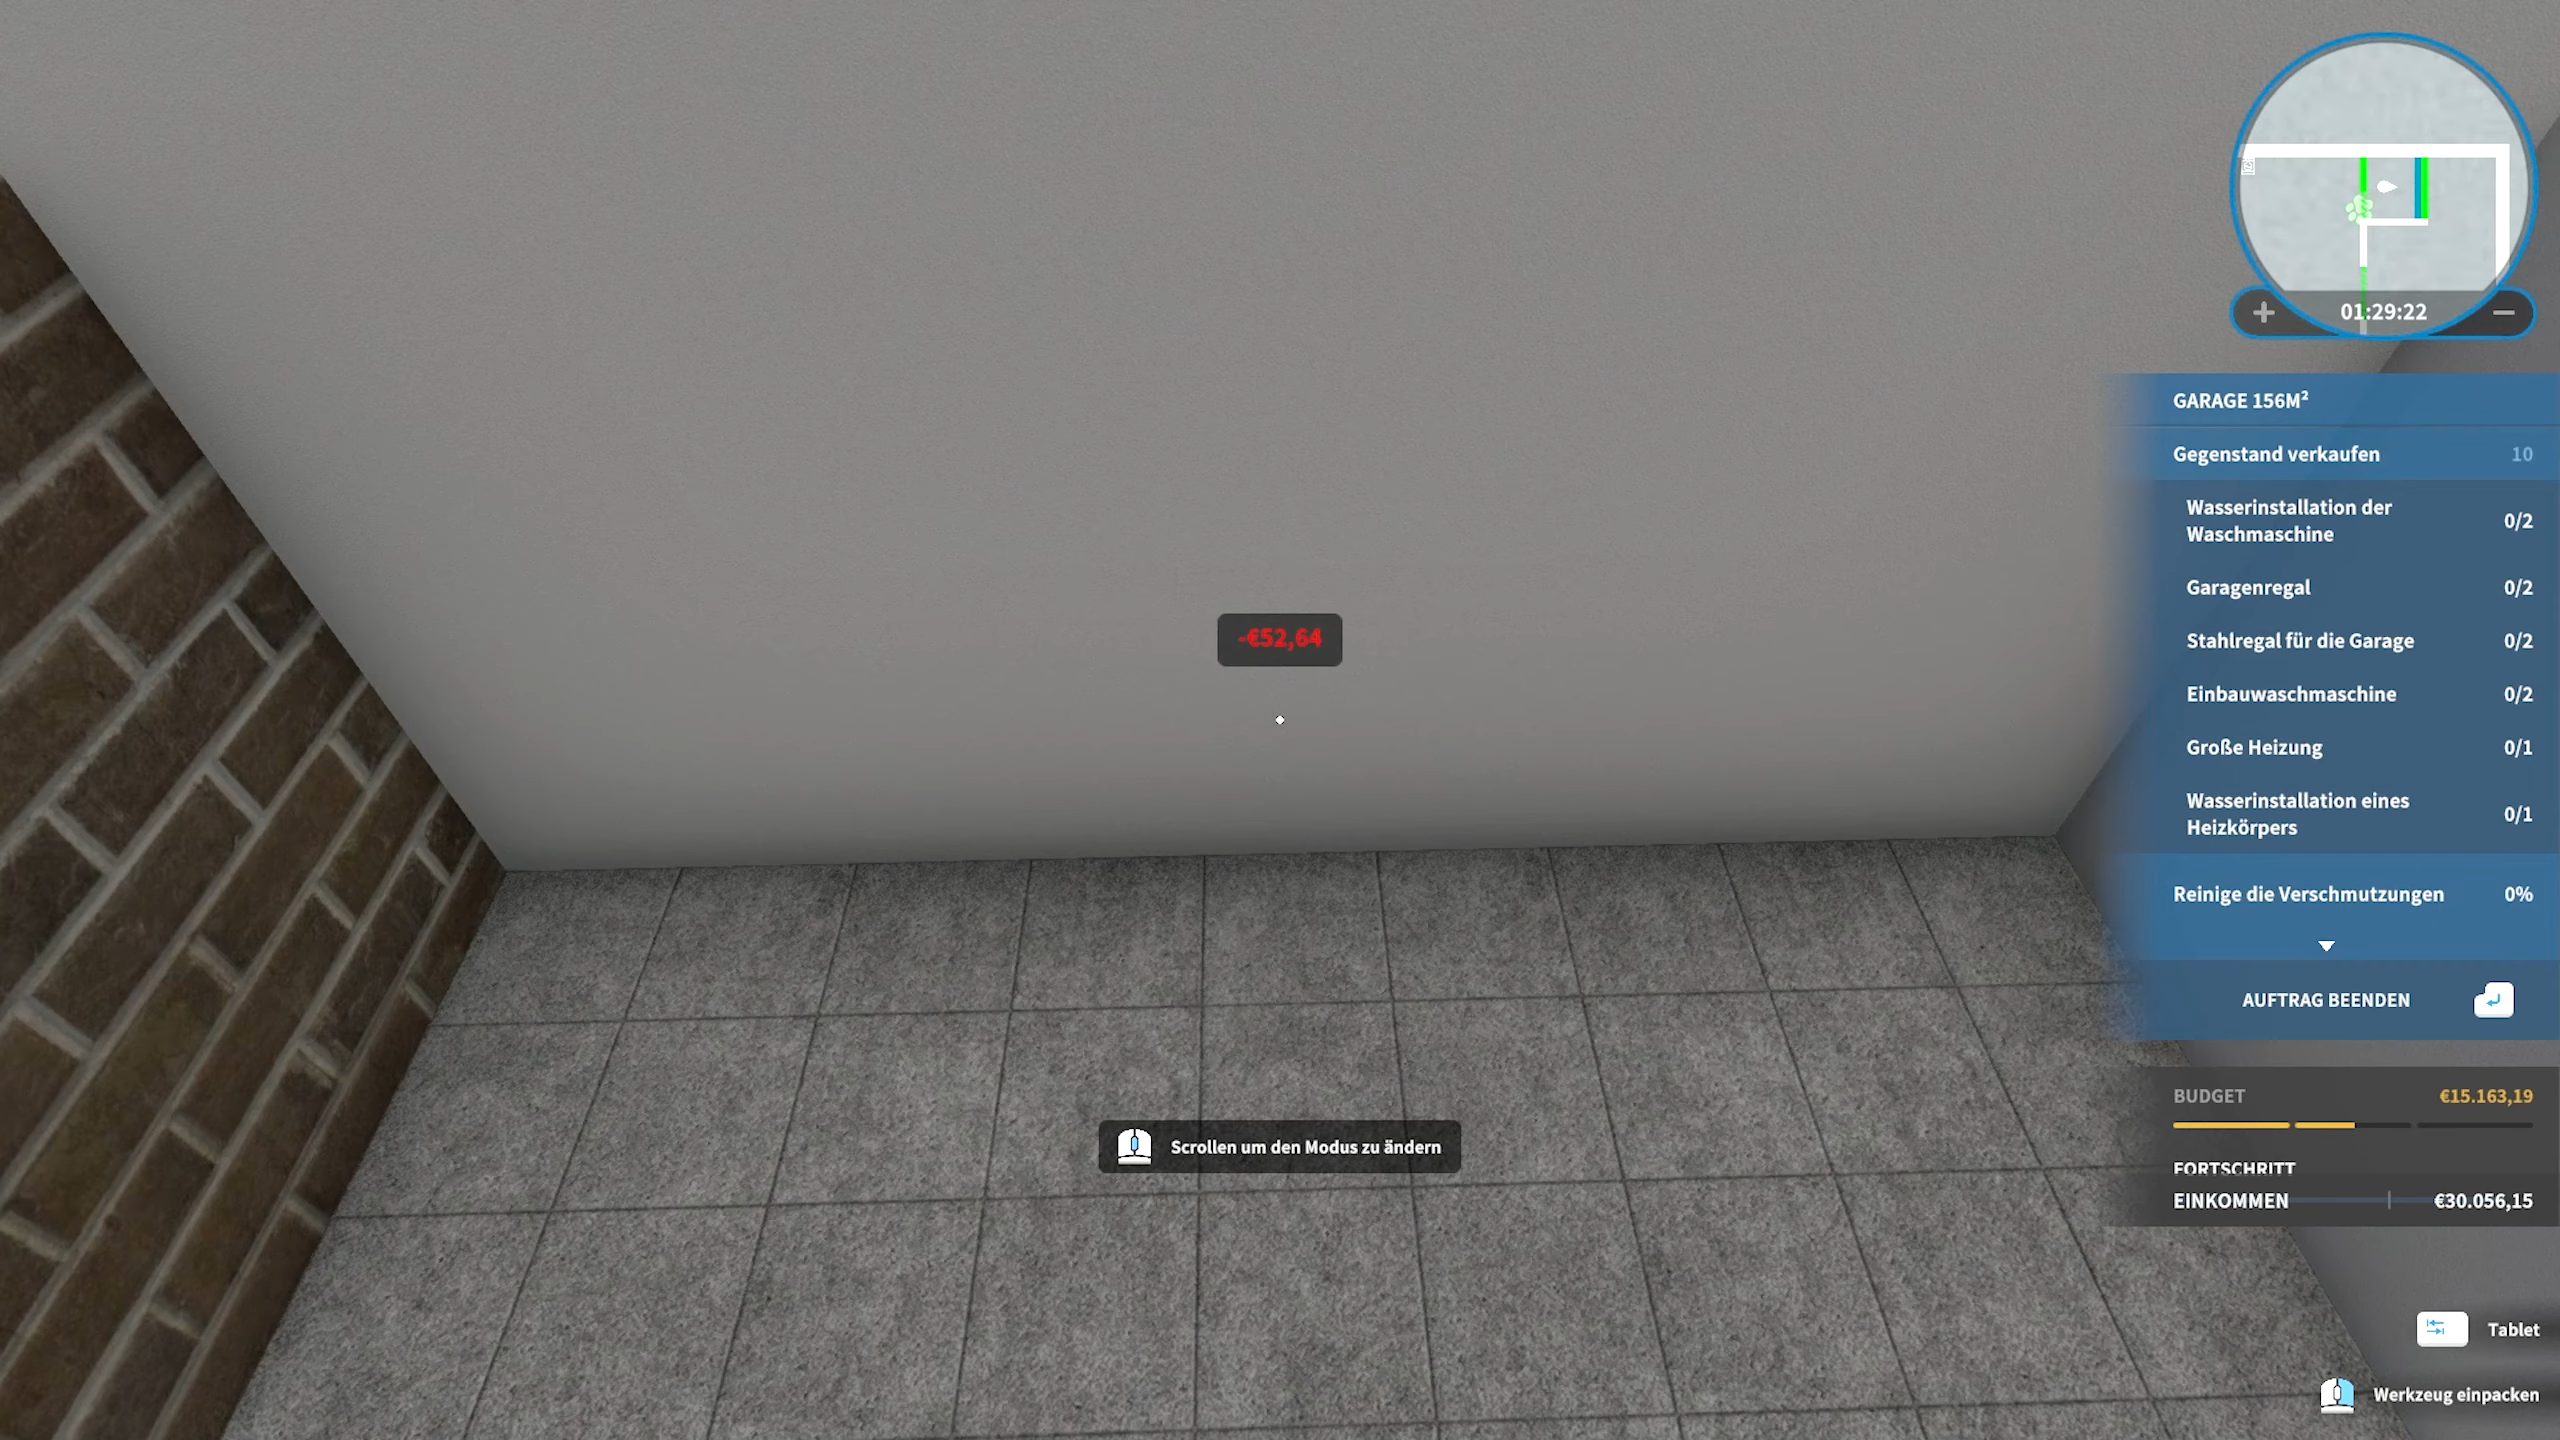 01:29:22
GARAGE 156M²
Gegenstand verkaufen 10
Wasserinstallation der
Waschmaschine 0/2
Garagenregal 0/2
Stahlregal für die Garage 0/2
Einbauwaschmaschine 0/2
Große Heizung 0/1
Wasserinstallation eines
Heizkörpers 0/1
Reinige die Verschmutzungen 0%
AUFTRAG BEENDEN
-€52,64
Scrollen um den Modus zu ändern
BUDGET €15.163,19
FORTSCHRITT
EINKOMMEN €30.056,15
Tablet
Werkzeug einpacken